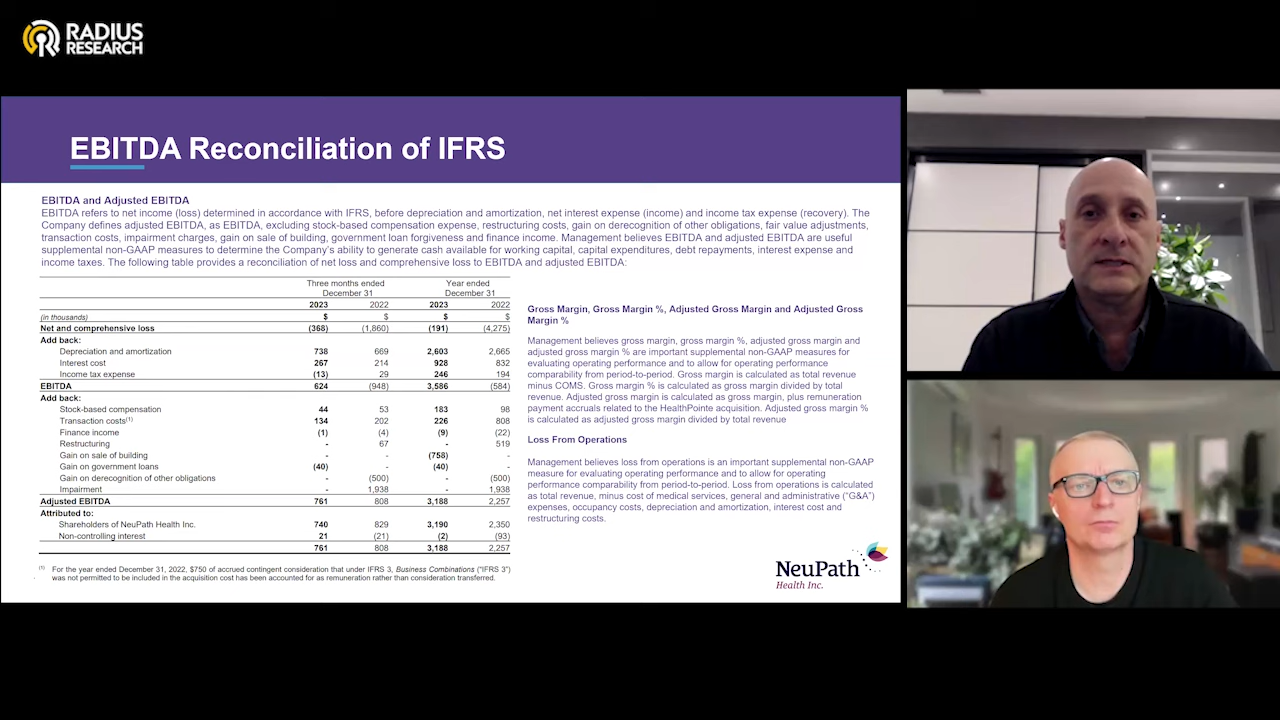 RADIUS
RESEARCH
EBITDA Reconciliation of IFRS
EBITDA and Adjusted EBITDA
EBITDA refers to net income (loss) determined in accordance with IFRS, before depreciation and amortization, net interest expense (income) and income tax expense (recovery). The
Company defines adjusted EBITDA, as EBITDA, excluding stock-based compensation expense, restructuring costs, gain on derecognition of other obligations, fair value adjustments,
transaction costs, impairment charges, gain on sale of building, government loan forgiveness and finance income. Management believes EBITDA and adjusted EBITDA are useful
supplemental non-GAAP measures to determine the Company's ability to generate cash available for working capital, capital expenditures, debt repayments, interest expense and
income taxes. The following table provides a reconciliation of net loss and comprehensive loss to EBITDA and adjusted EBITDA:
Three months ended Year ended
December 31 December 31
2023 2022 2023 2022
(in thousands) $ $ $ $
Net and comprehensive loss (368) (1,860) (191) (4,275)
Add back:
Depreciation and amortization 738 669 2,603 2,665
Interest cost 267 214 928 832
Income tax expense (13) 29 246 194
EBITDA 624 (948) 3,586 (584)
Add back:
Stock-based compensation 44 53 183 98
Transaction costs(1) 134 202 226 808
Finance income (1) (4) (9) (22)
Restructuring - 67 - 519
Gain on sale of building - - (758) -
Gain on government loans (40) - (40) -
Gain on derecognition of other obligations - (500) - (500)
Impairment - 1,938 - 1,938
Adjusted EBITDA 761 808 3,188 2,257
Attributed to:
Shareholders of NeuPath Health Inc. 740 829 3,190 2,350
Non-controlling interest 21 (21) (2) (93)
761 808 3,188 2,257
(1) For the year ended December 31, 2022, $750 of accrued contingent consideration that under IFRS 3, Business Combinations ("IFRS 3")
was not permitted to be included in the acquisition cost has been accounted for as remuneration rather than consideration transferred.
Gross Margin, Gross Margin %, Adjusted Gross Margin and Adjusted Gross
Margin %
Management believes gross margin, gross margin %, adjusted gross margin and
adjusted gross margin % are important supplemental non-GAAP measures for
evaluating operating performance and to allow for operating performance
comparability from period-to-period. Gross margin is calculated as total revenue
minus COMS. Gross margin % is calculated as gross margin divided by total
revenue. Adjusted gross margin is calculated as gross margin, plus remuneration
payment accruals related to the HealthPointe acquisition. Adjusted gross margin %
is calculated as adjusted gross margin divided by total revenue
Loss From Operations
Management believes loss from operations is an important supplemental non-GAAP
measure for evaluating operating performance and to allow for operating
performance comparability from period-to-period. Loss from operations is calculated
as total revenue, minus cost of medical services, general and administrative ("G&A")
expenses, occupancy costs, depreciation and amortization, interest cost and
restructuring costs.
NeuPath
Health Inc.